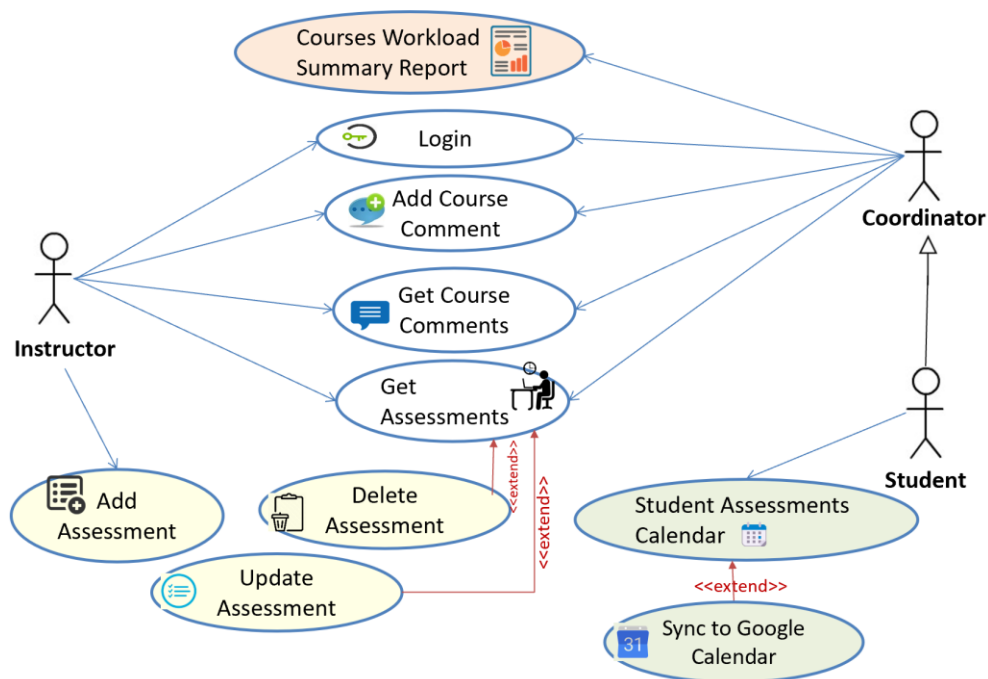 Courses Workload
Summary Report
Login
Add Course
Comment
Coordinator
Get Course
Comments
Instructor
Get
Assessments
<<extend>>
<<extend>>
Student
Add
Assessment
Delete
Assessment
Student Assessments
Calendar
Update
Assessment
<<extend>>
31
Sync to Google
Calendar